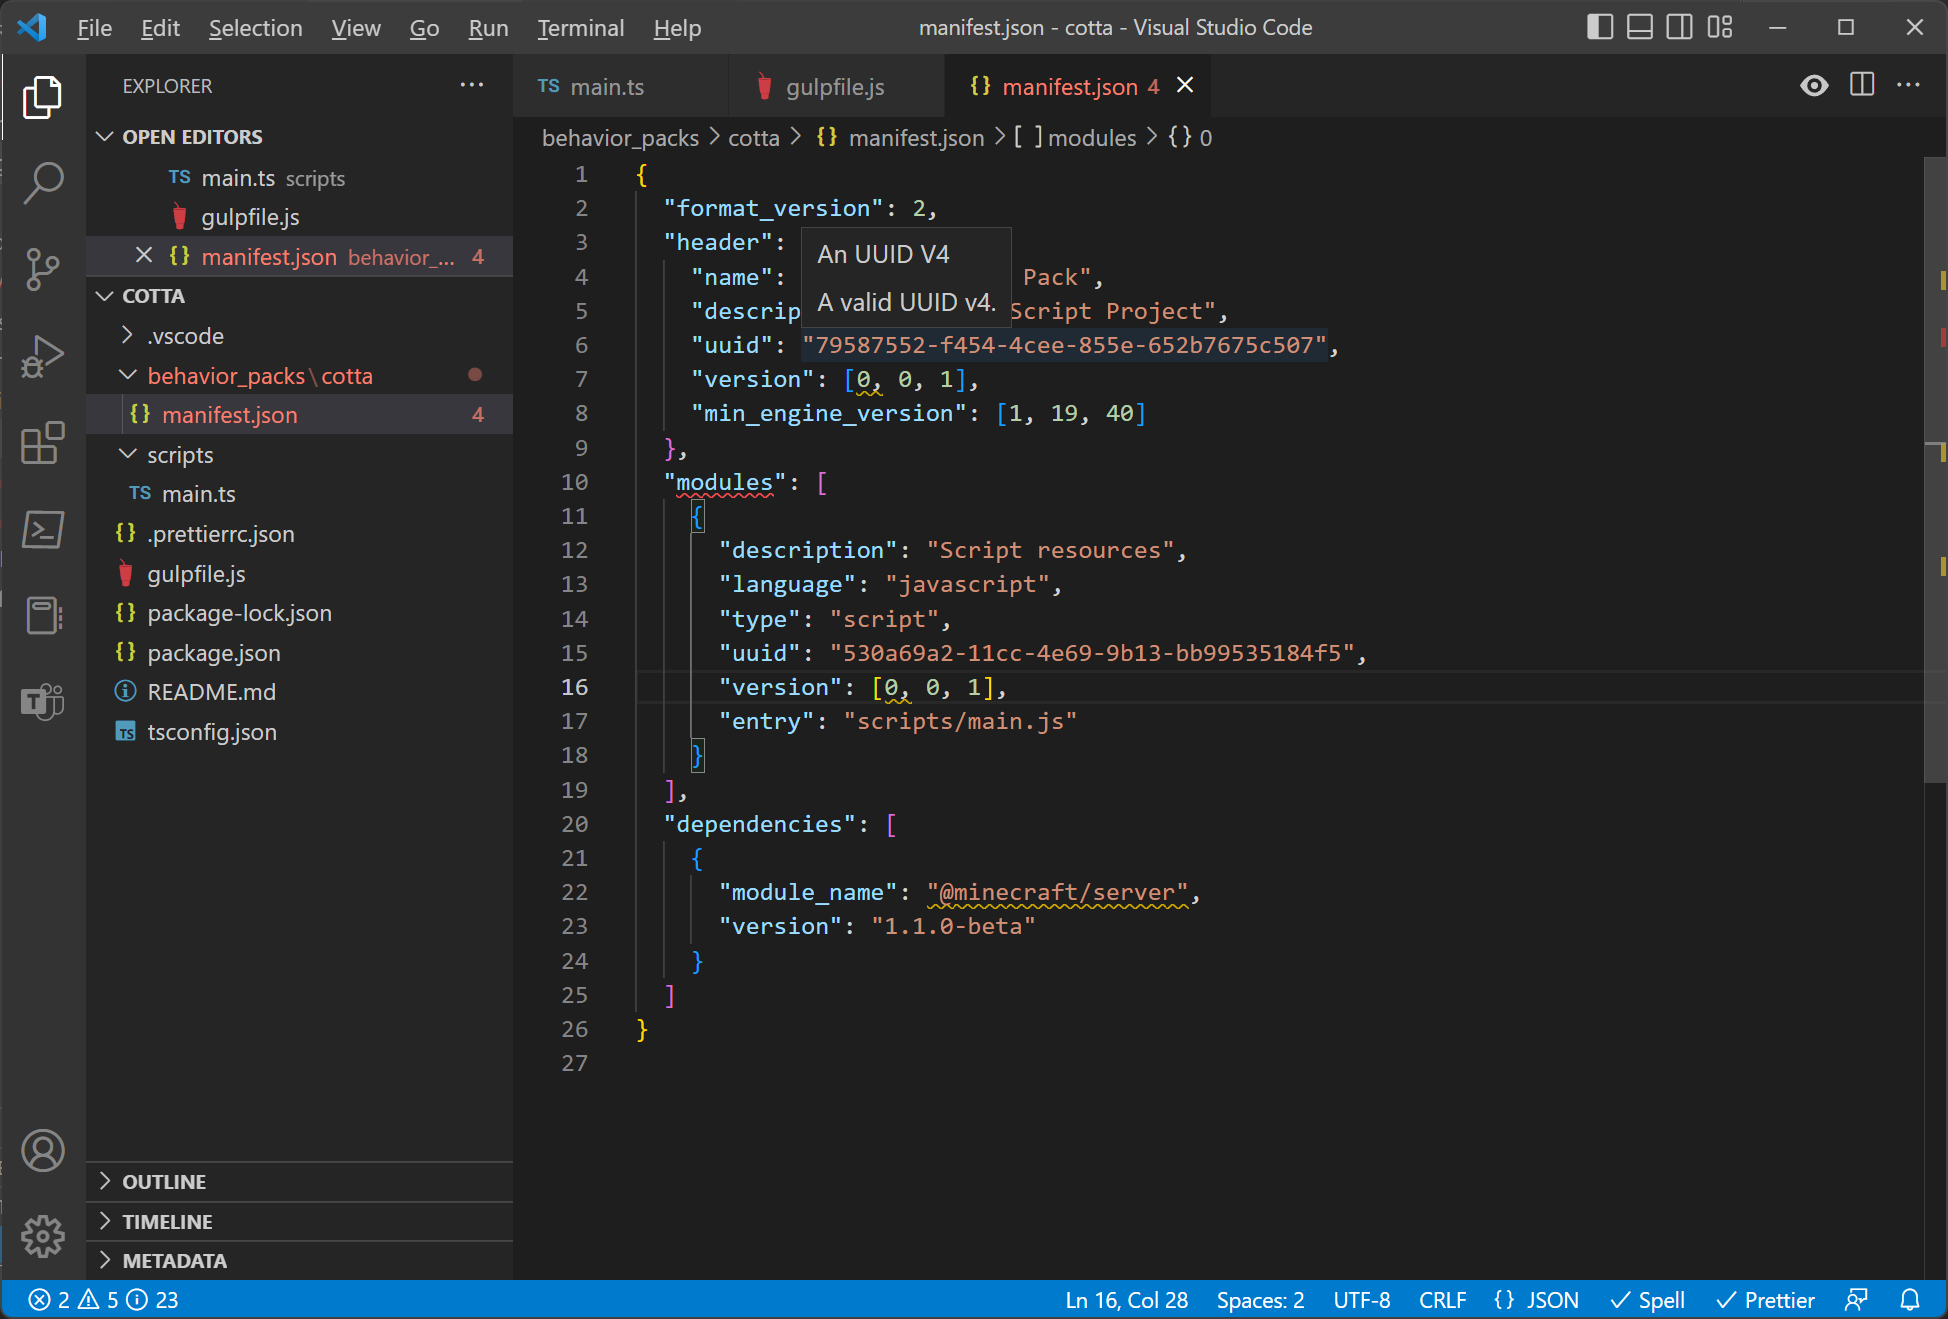 File Edit Selection View Go Run Terminal Help
manifest.json - cotta - Visual Studio Code
EXPLORER
OPEN EDITORS
TS main.ts scripts
gulpfile.js
{} manifest.json behavior_... 4
COTTA
.vscode
behavior_packs\cotta
{} manifest.json 4
scripts
TS main.ts
{} .prettierrc.json
gulpfile.js
{} package-lock.json
{} package.json
README.md
TS tsconfig.json
OUTLINE
TIMELINE
METADATA
TS main.ts
gulpfile.js
{} manifest.json 4
behavior_packs > cotta > {} manifest.json > [ ] modules > {} 0
1 {
2 "format_version": 2,
3 "header":
4 "name": Pack",
5 "descrip Script Project",
An UUID V4
A valid UUID v4.
6 "uuid": "79587552-f454-4cee-855e-652b7675c507",
7 "version": [0, 0, 1],
8 "min_engine_version": [1, 19, 40]
9 },
10 "modules": [
11 {
12 "description": "Script resources",
13 "language": "javascript",
14 "type": "script",
15 "uuid": "530a69a2-11cc-4e69-9b13-bb99535184f5",
16 "version": [0, 0, 1],
17 "entry": "scripts/main.js"
18 }
19 ],
20 "dependencies": [
21 {
22 "module_name": "@minecraft/server",
23 "version": "1.1.0-beta"
24 }
25 ]
26 }
27
2 5 23
Ln 16, Col 28 Spaces: 2 UTF-8 CRLF {} JSON Spell Prettier